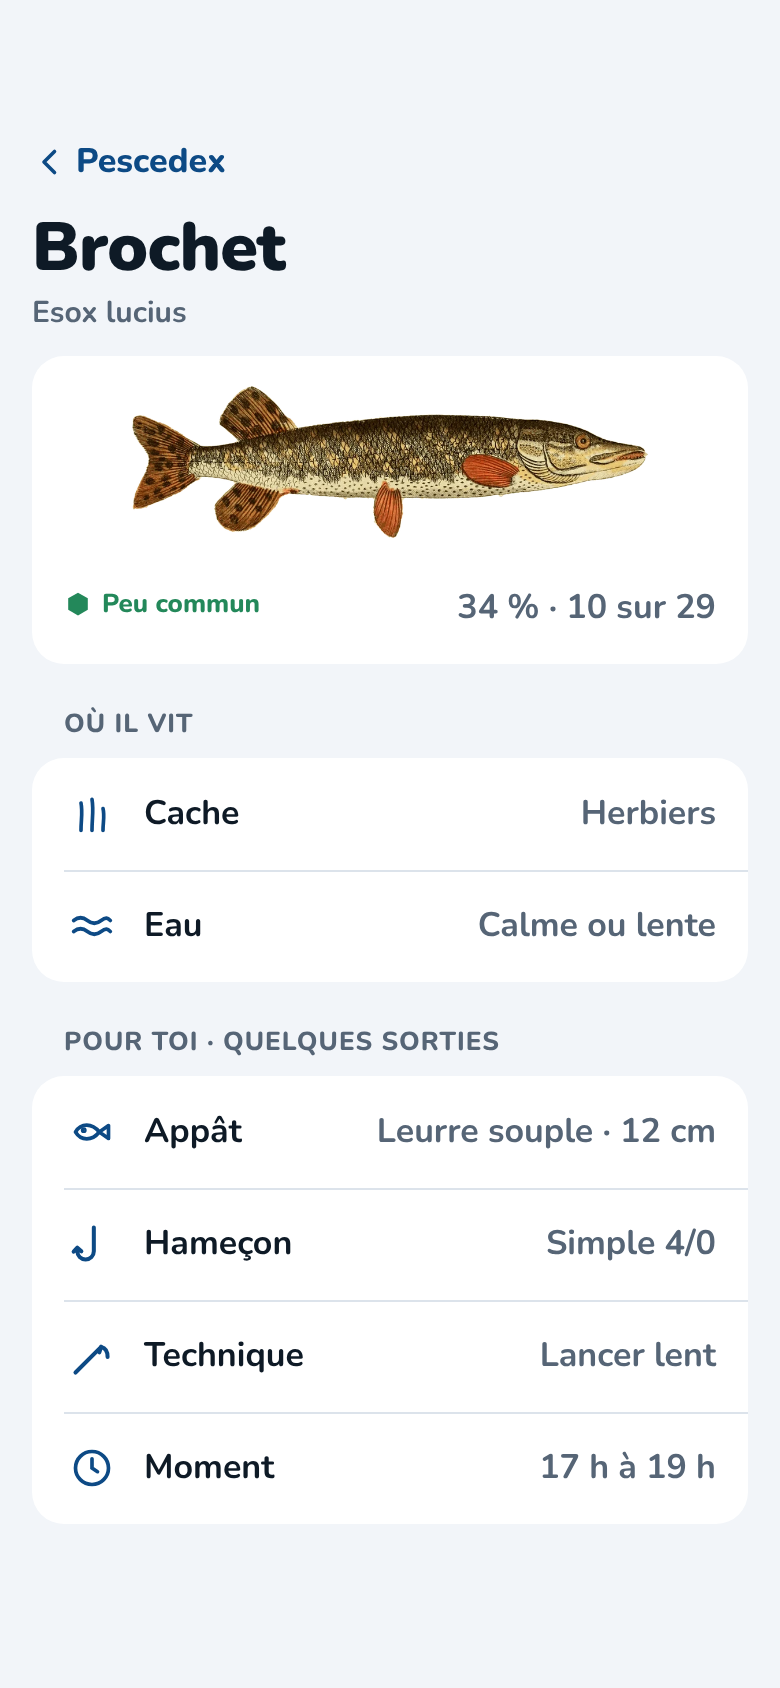 Pescedex
Brochet
Esox lucius
Peu commun
34 % · 10 sur 29
OÙ IL VIT
Cache
Herbiers
Eau
Calme ou lente
POUR TOI · QUELQUES SORTIES
Appât
Leurre souple · 12 cm
Hameçon
Simple 4/0
Technique
Lancer lent
Moment
17 h à 19 h